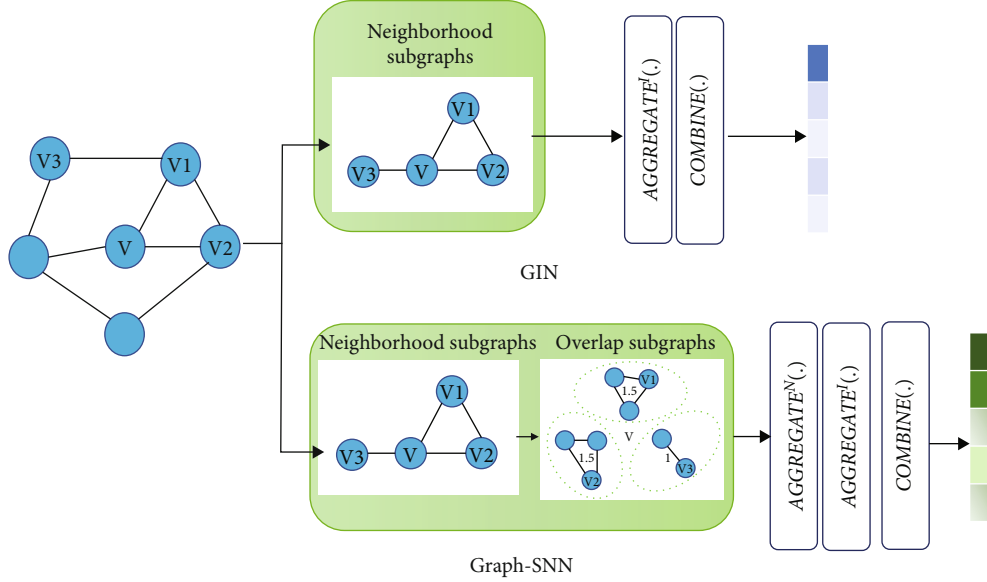 V3
V1
V
V2
Neighborhood
subgraphs
V1
V3
V
V2
AGGREGATE^I(.)
COMBINE(.)
GIN
Neighborhood subgraphs
V1
V3
V
V2
Overlap subgraphs
V1
1.5
V
1.5
V2
1
V3
AGGREGATE^N(.)
AGGREGATE^I(.)
COMBINE(.)
Graph-SNN